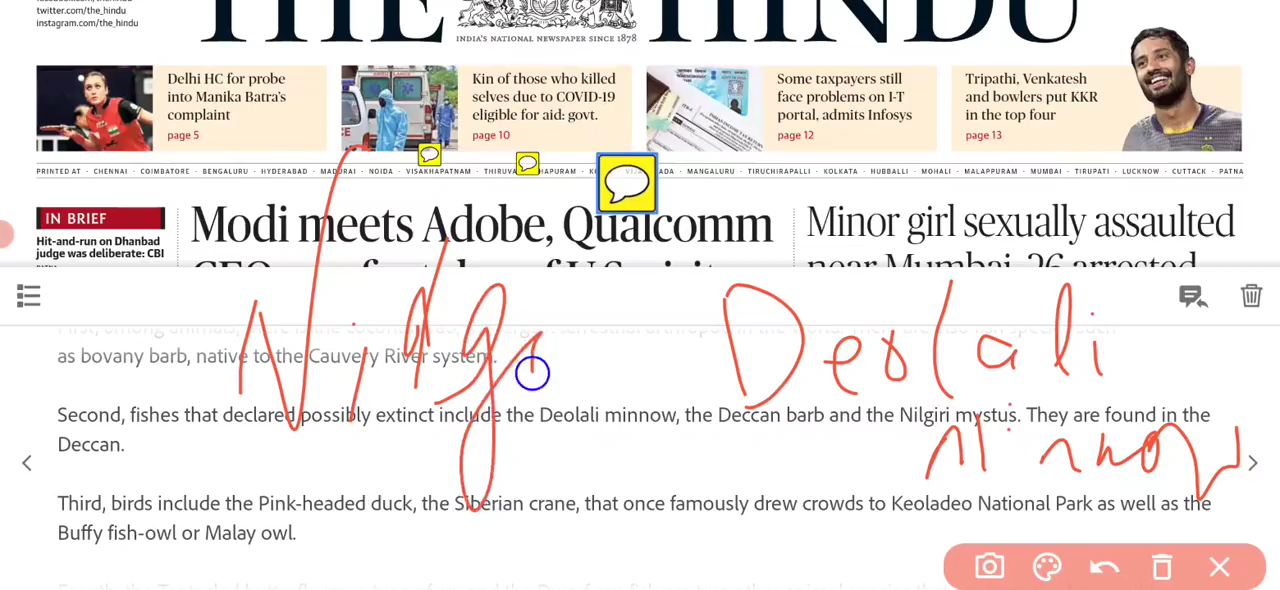 twitter.com/the_hindu
instagram.com/the_hindu
THE HINDU
INDIA'S NATIONAL NEWSPAPER SINCE 1878
Delhi HC for probe
into Manika Batra's
complaint
page 5
Kin of those who killed
selves due to COVID-19
eligible for aid: govt.
page 10
Some taxpayers still
face problems on I-T
portal, admits Infosys
page 12
Tripathi, Venkatesh
and bowlers put KKR
in the top four
page 13
PRINTED AT · CHENNAI · COIMBATORE · BENGALURU · HYDERABAD · MADURAI · NOIDA · VISAKHAPATNAM · MANGALURU · TIRUCHIRAPALLI · KOLKATA · HUBBALLI · MOHALI · MALAPPURAM · MUMBAI · TIRUPATI · LUCKNOW · CUTTACK · PATNA
IN BRIEF
Hit-and-run on Dhanbad
judge was deliberate: CBI
Modi meets Adobe, Qualcomm
Minor girl sexually assaulted
near Mumbai, 26 arrested
Deolali
minnow
as bovany barb, native to the Cauvery River system.
Second, fishes that declared possibly extinct include the Deolali minnow, the Deccan barb and the Nilgiri mystus. They are found in the
Deccan.
Third, birds include the Pink-headed duck, the Siberian crane, that once famously drew crowds to Keoladeo National Park as well as the
Buffy fish-owl or Malay owl.